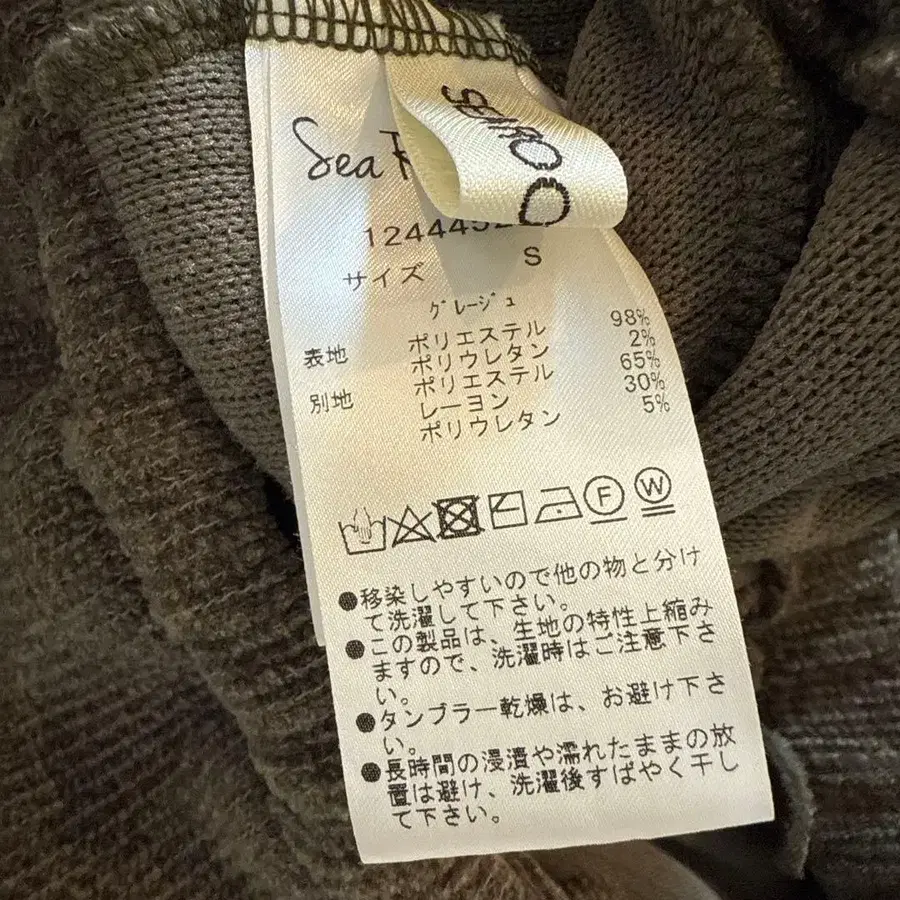 Sea
サイズ S
グレージュ
表地 ポリエステル 98%
ポリウレタン 2%
別地 ポリエステル 65%
レーヨン 30%
ポリウレタン 5%
F W
●移染しやすいので他の物と分け
て洗濯して下さい。
●この製品は、生地の特性上縮み
ますので、洗濯時はご注意下さ
い。
●タンブラー乾燥は、お避け下さ
い。
●長時間の浸漬や濡れたままの放
置は避け、洗濯後すばやく干し
て下さい。